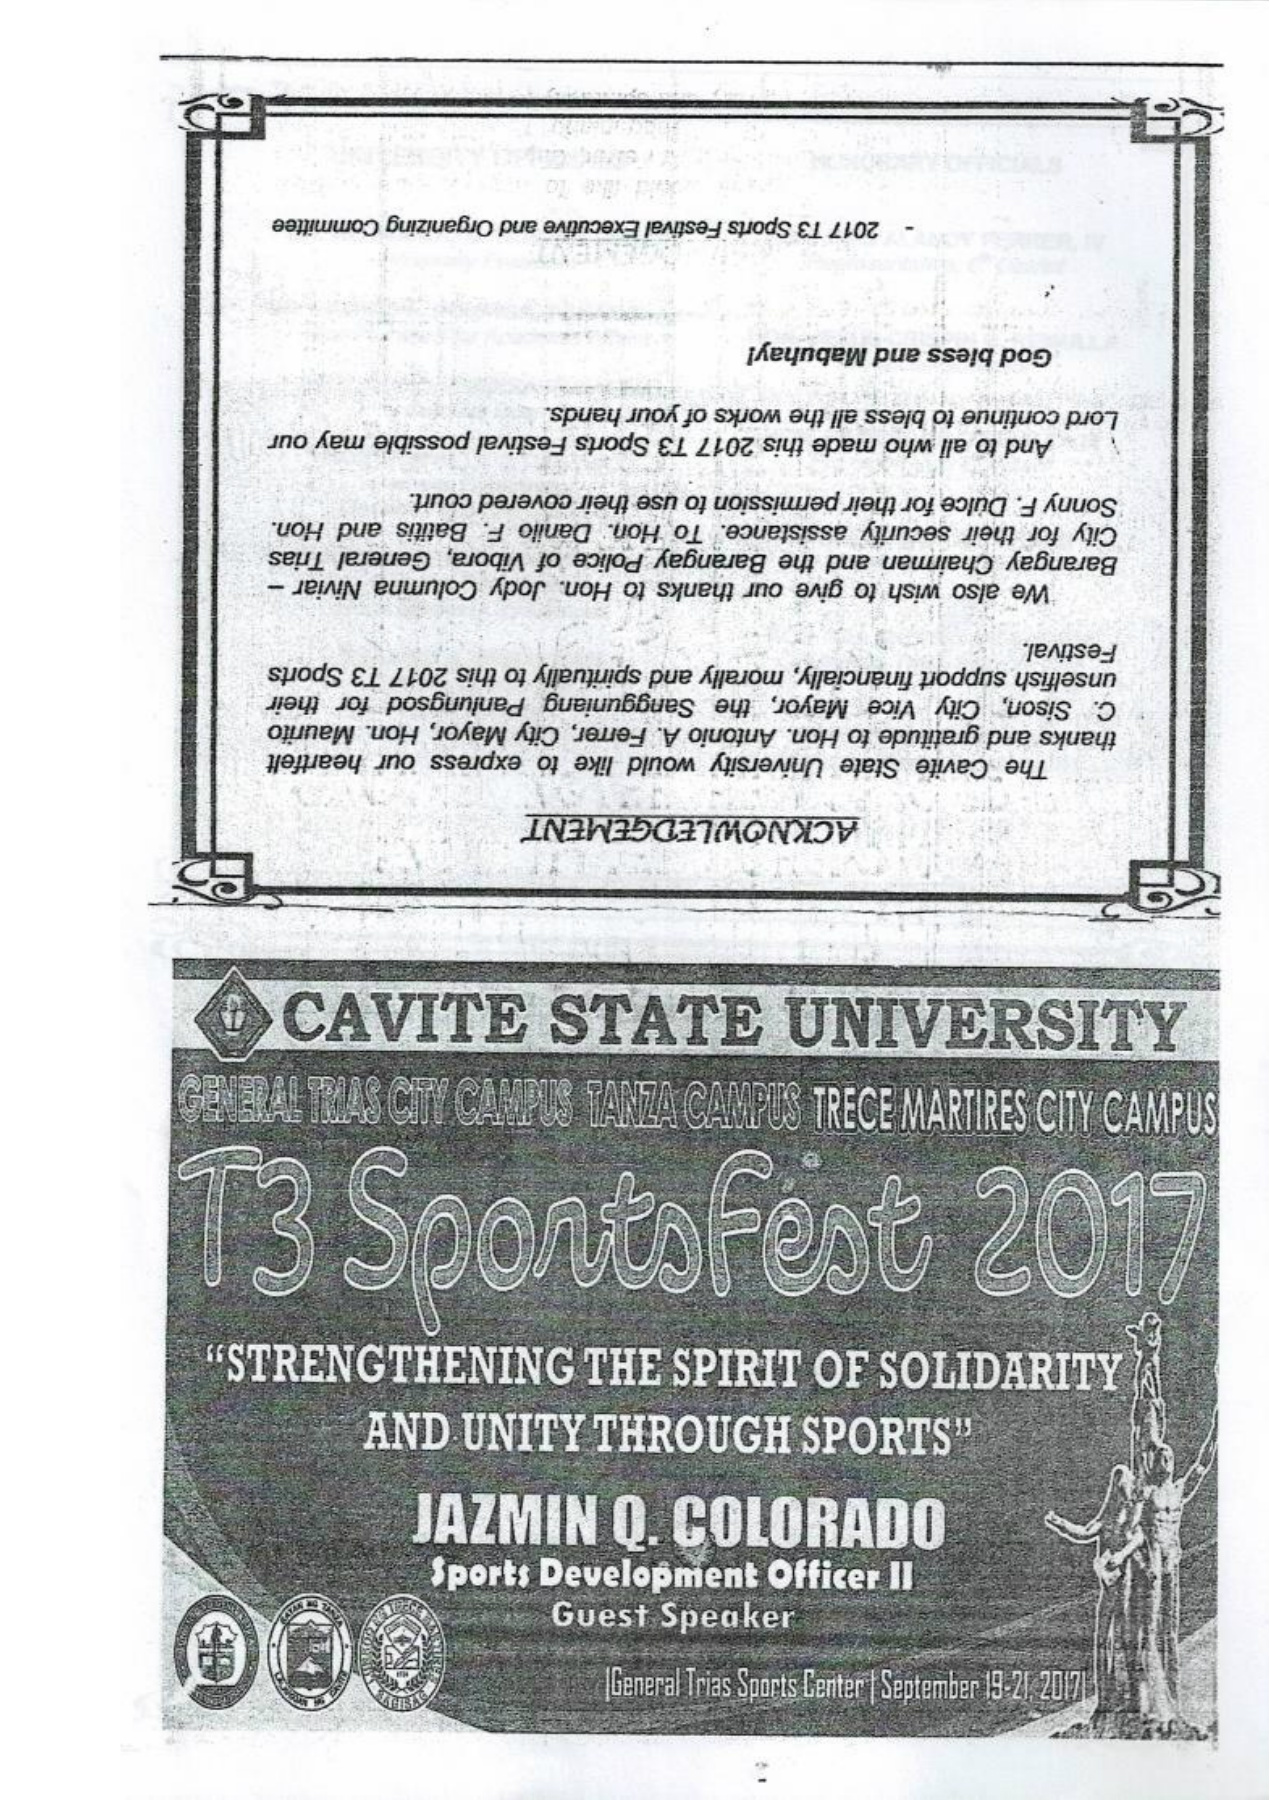 ACKNOWLEDGEMENT
The Cavite State University would like to express our heartfelt
thanks and gratitude to Hon. Antonio A. Ferrer, City Mayor, Hon. Maurito
C. Sison, City Vice Mayor, the Sangguniang Panlungsod for their
unselfish support financially, morally and spiritually to this 2017 T3 Sports
Festival.
We also wish to give our thanks to Hon. Jody Columna Niviar –
Barangay Chairman and the Barangay Police of Vibora, General Trias
City for their security assistance. To Hon. Danilo F. Battitis and Hon.
Sonny F. Dulce for their permission to use their covered court.
And to all who made this 2017 T3 Sports Festival possible may our
Lord continue to bless all the works of your hands.
God bless and Mabuhay!
- 2017 T3 Sports Festival Executive and Organizing Committee
CAVITE STATE UNIVERSITY
GENERAL TRIAS CITY CAMPUS TANZA CAMPUS TRECE MARTIRES CITY CAMPUS
T3 SportsFest 2017
“STRENGTHENING THE SPIRIT OF SOLIDARITY
AND UNITY THROUGH SPORTS”
JAZMIN Q. COLORADO
Sports Development Officer II
Guest Speaker
|General Trias Sports Center | September 19-21, 2017|